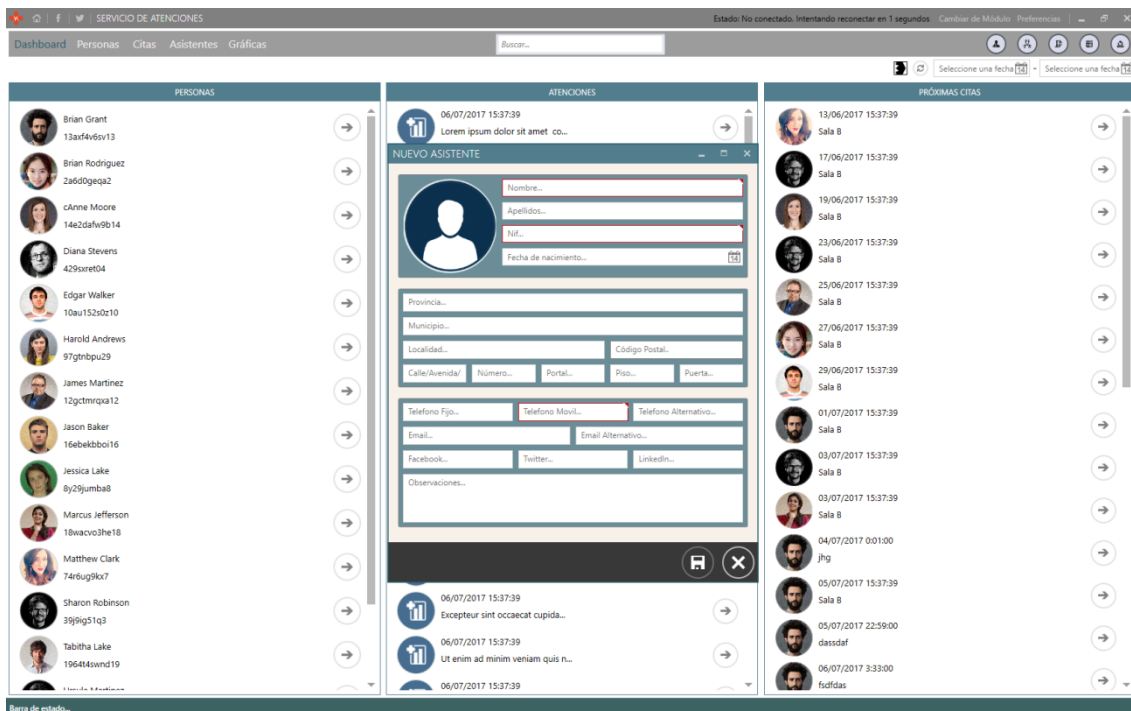 SERVICIO DE ATENCIONES
Estado: No conectado. Intentando reconectar en 1 segundos
Cambiar de Módulo Preferencias
Dashboard Personas Citas Asistentes Gráficas
Buscar...
Seleccione una fecha 14 - Seleccione una fecha 14
PERSONAS
Brian Grant
13axf4v6sv13
Brian Rodriguez
2a6d0geqa2
cAnne Moore
14e2dafw9b14
Diana Stevens
429sxret04
Edgar Walker
10au152s0z10
Harold Andrews
97gtnbpu29
James Martinez
12gctmrqxa12
Jason Baker
16ebekbboi16
Jessica Lake
8y29jumba8
Marcus Jefferson
18wacvo3he18
Matthew Clark
74r6ug9kx7
Sharon Robinson
39j9ig51q3
Tabitha Lake
1964t4swnd19
Ursula Martinez
ATENCIONES
06/07/2017 15:37:39
Lorem ipsum dolor sit amet co...
NUEVO ASISTENTE
Nombre...
Apellidos...
Nif...
Fecha de nacimiento... 14
Provincia...
Municipio...
Localidad... Código Postal..
Calle/Avenida/ Número... Portal... Piso... Puerta...
Telefono Fijo... Telefono Movil... Telefono Alternativo...
Email... Email Alternativo...
Facebook... Twitter... LinkedIn...
Observaciones...
06/07/2017 15:37:39
Excepteur sint occaecat cupida...
06/07/2017 15:37:39
Ut enim ad minim veniam quis n...
06/07/2017 15:37:39
PRÓXIMAS CITAS
13/06/2017 15:37:39
Sala B
17/06/2017 15:37:39
Sala B
19/06/2017 15:37:39
Sala B
23/06/2017 15:37:39
Sala B
25/06/2017 15:37:39
Sala B
27/06/2017 15:37:39
Sala B
29/06/2017 15:37:39
Sala B
01/07/2017 15:37:39
Sala B
03/07/2017 15:37:39
Sala B
03/07/2017 15:37:39
Sala B
04/07/2017 0:01:00
jhg
05/07/2017 15:37:39
Sala B
05/07/2017 22:59:00
dassdaf
06/07/2017 3:33:00
fsdfdas
Barra de estado...